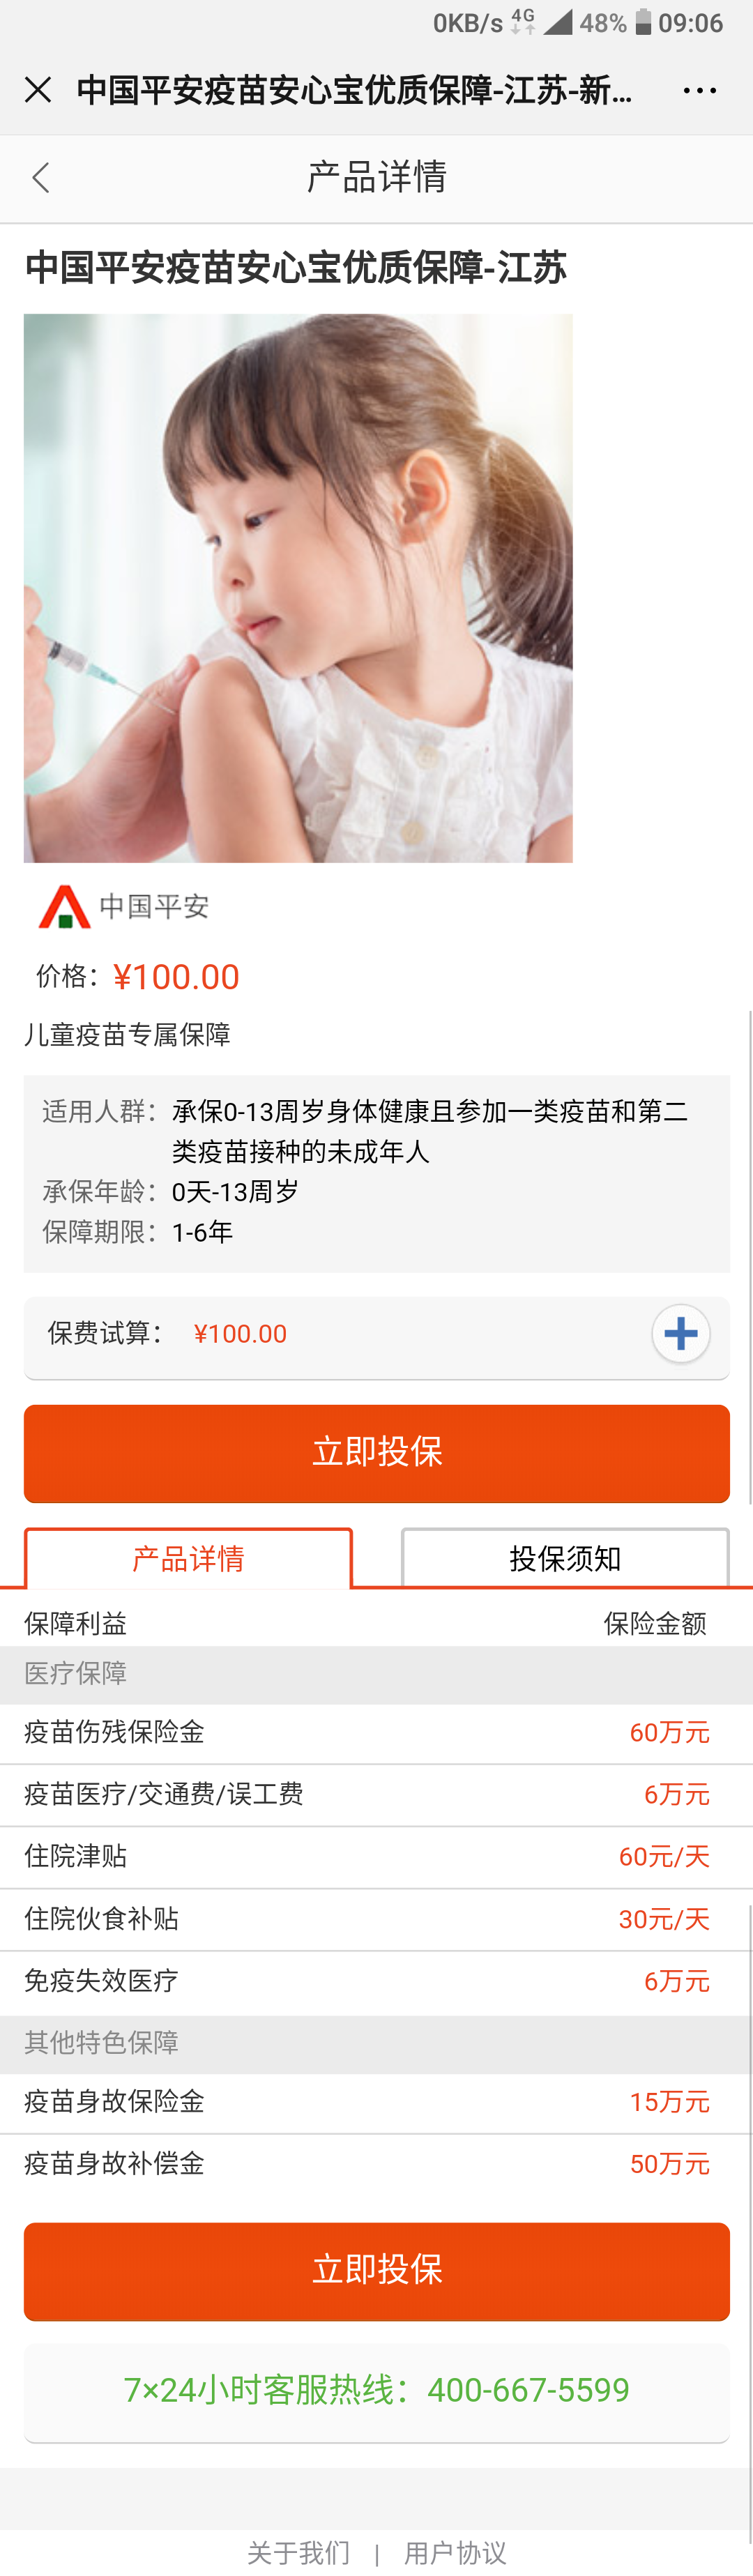 0KB/s 4G 48% 09:06
中国平安疫苗安心宝优质保障-江苏-新...
产品详情
中国平安疫苗安心宝优质保障-江苏
中国平安
价格：¥100.00
儿童疫苗专属保障
适用人群：承保0-13周岁身体健康且参加一类疫苗和第二
类疫苗接种的未成年人
承保年龄：0天-13周岁
保障期限：1-6年
保费试算： ¥100.00
立即投保
产品详情 投保须知
保障利益 保险金额
医疗保障
疫苗伤残保险金 60万元
疫苗医疗/交通费/误工费 6万元
住院津贴 60元/天
住院伙食补贴 30元/天
免疫失效医疗 6万元
其他特色保障
疫苗身故保险金 15万元
疫苗身故补偿金 50万元
立即投保
7×24小时客服热线：400-667-5599
关于我们 | 用户协议